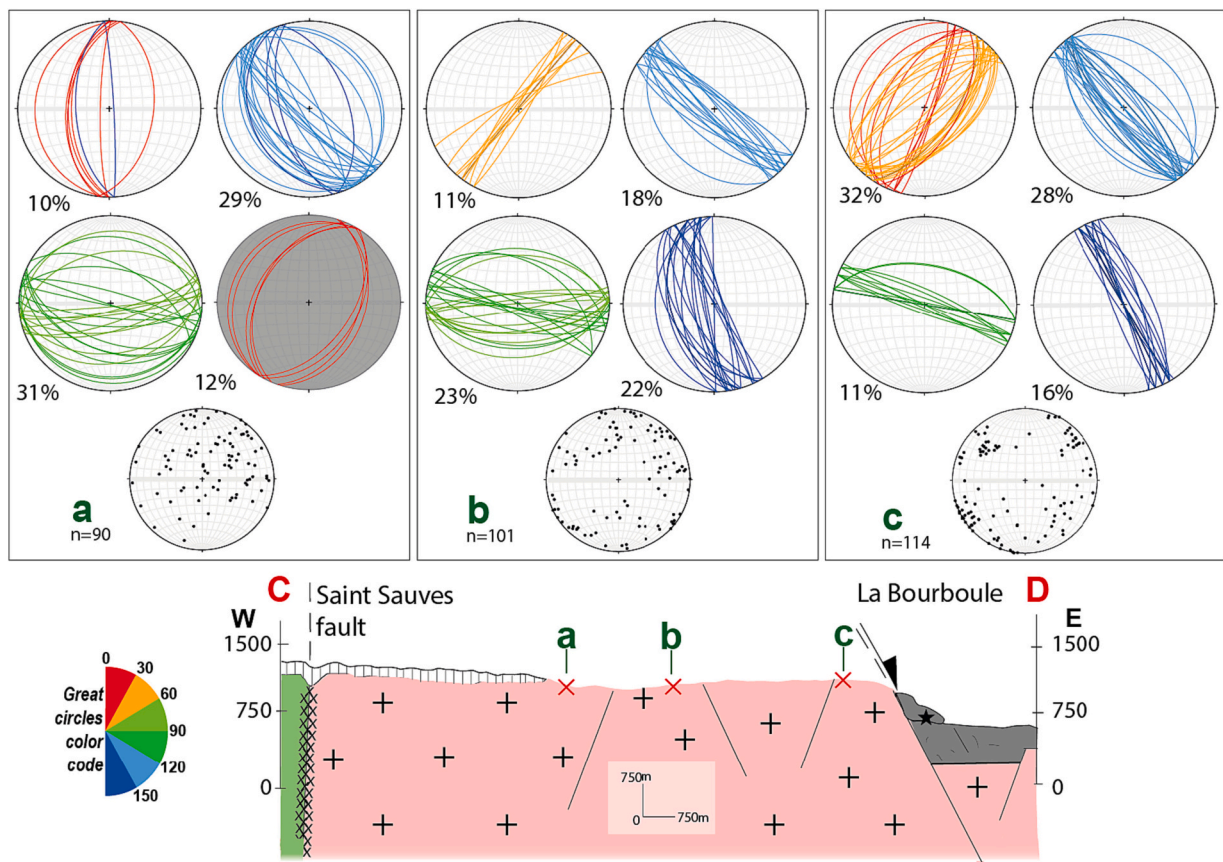 10%
29%
31%
12%
a
n=90
11%
18%
23%
22%
b
n=101
32%
28%
11%
16%
c
n=114
C
Saint Sauves
fault
La Bourboule
D
W
E
1500
750
0
a
b
c
1500
750
0
750m
0
750m
0
30
60
90
120
150
Great
circles
color
code